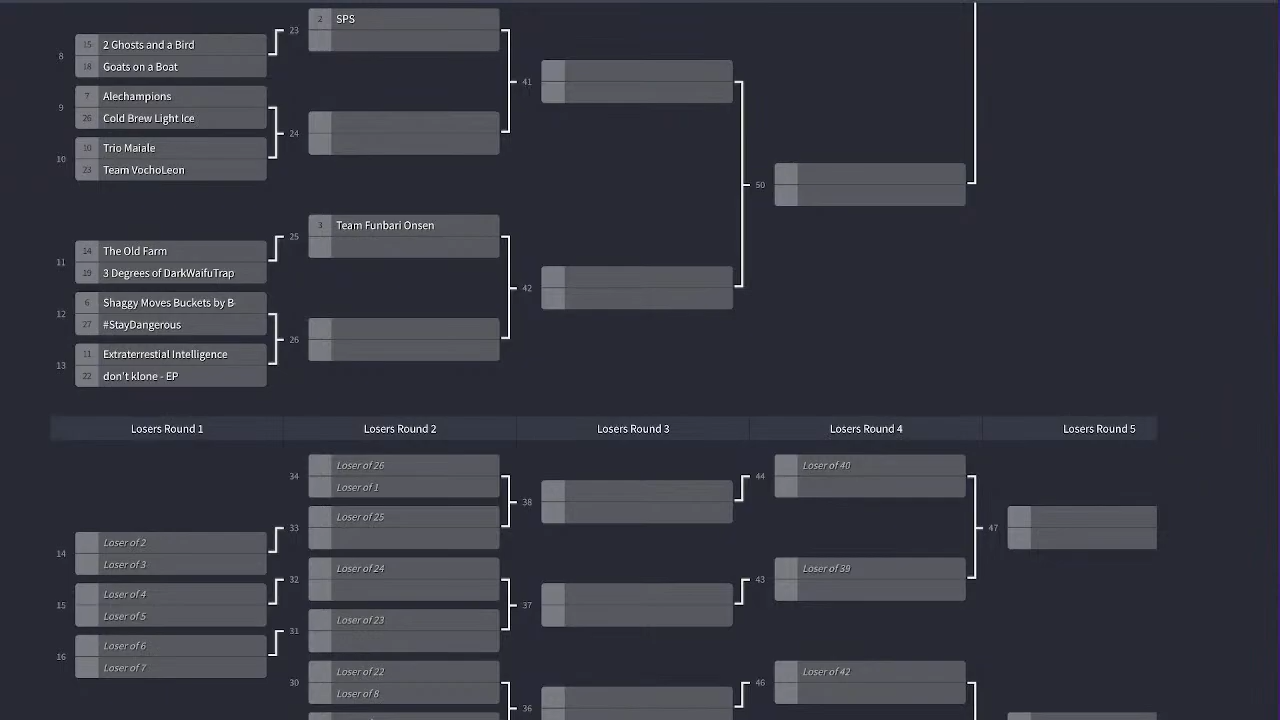 23
2 SPS
8
15 2 Ghosts and a Bird
18 Goats on a Boat
41
7 Alechampions
9
26 Cold Brew Light Ice
24
10 Trio Maiale
10
23 Team VochoLeon
50
3 Team Funbari Onsen
25
14 The Old Farm
11
19 3 Degrees of DarkWaifuTrap
42
6 Shaggy Moves Buckets by B
12
27 #StayDangerous
26
11 Extraterrestial Intelligence
13
22 don't klone - EP
Losers Round 1 Losers Round 2 Losers Round 3 Losers Round 4 Losers Round 5
34
Loser of 26
Loser of 1
44
Loser of 40
38
Loser of 25
33
47
14
Loser of 2
Loser of 3
32
Loser of 24
43
Loser of 39
15
Loser of 4
Loser of 5
37
31
Loser of 23
16
Loser of 6
Loser of 7
30
Loser of 22
Loser of 8
46
Loser of 42
36